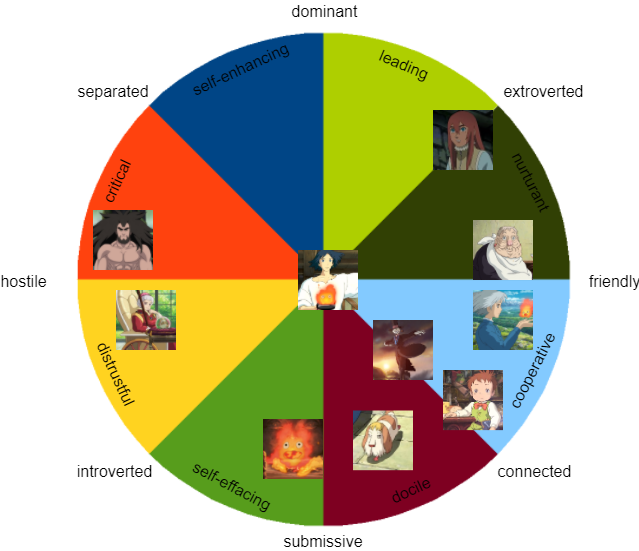 dominant
self-enhancing
leading
separated
extroverted
critical
nurturant
hostile
friendly
distrustful
cooperative
introverted
self-effacing
docile
connected
submissive